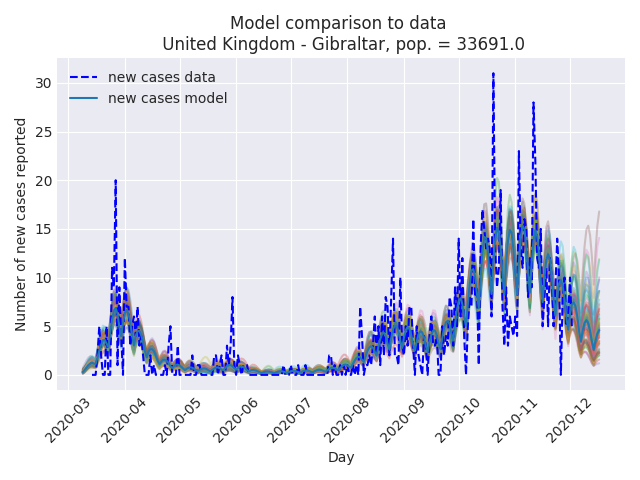 Model comparison to data
United Kingdom - Gibraltar, pop. = 33691.0
new cases data
new cases model
Number of new cases reported
30
25
20
15
10
5
0
2020-03
2020-04
2020-05
2020-06
2020-07
2020-08
2020-09
2020-10
2020-11
2020-12
Day